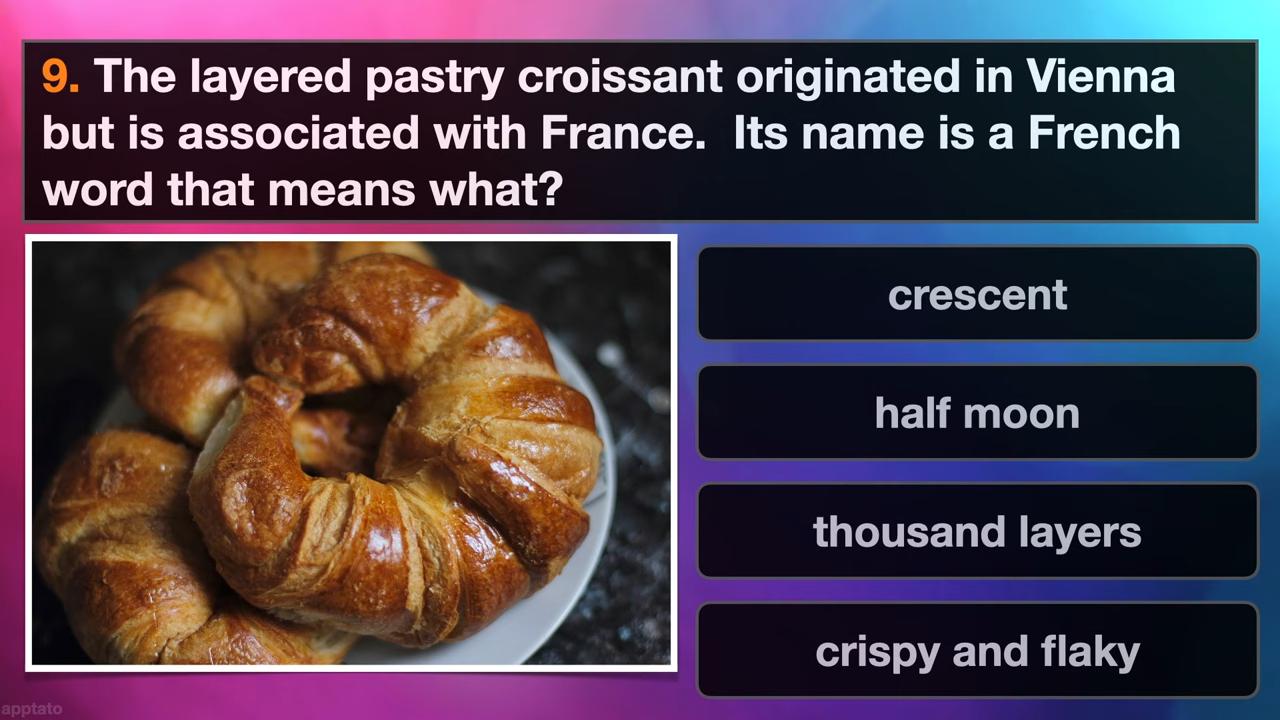 9. The layered pastry croissant originated in Vienna
but is associated with France.  Its name is a French
word that means what?
crescent
half moon
thousand layers
crispy and flaky
apptato